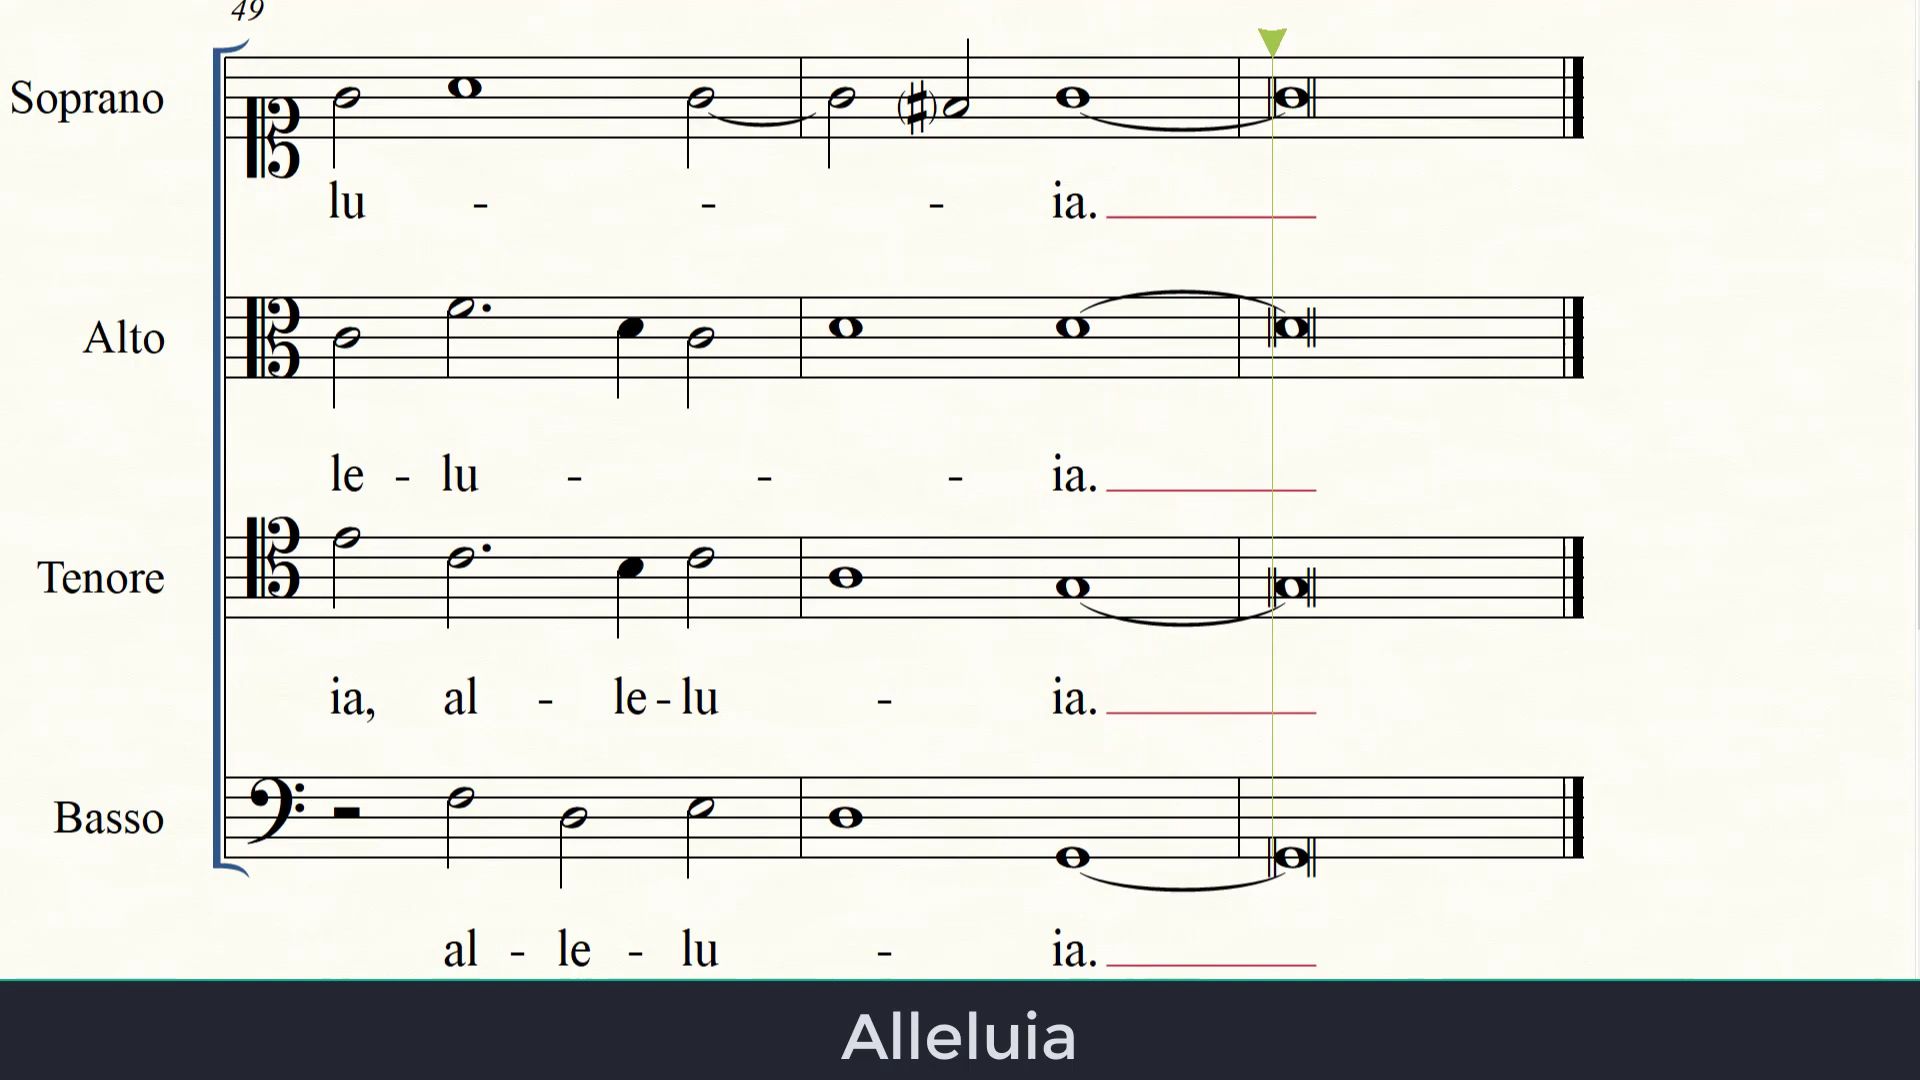 49
Soprano
lu - - - ia.
Alto
le - lu - - - ia.
Tenore
ia, al - le - lu - ia.
Basso
al - le - lu - ia.
Alleluia